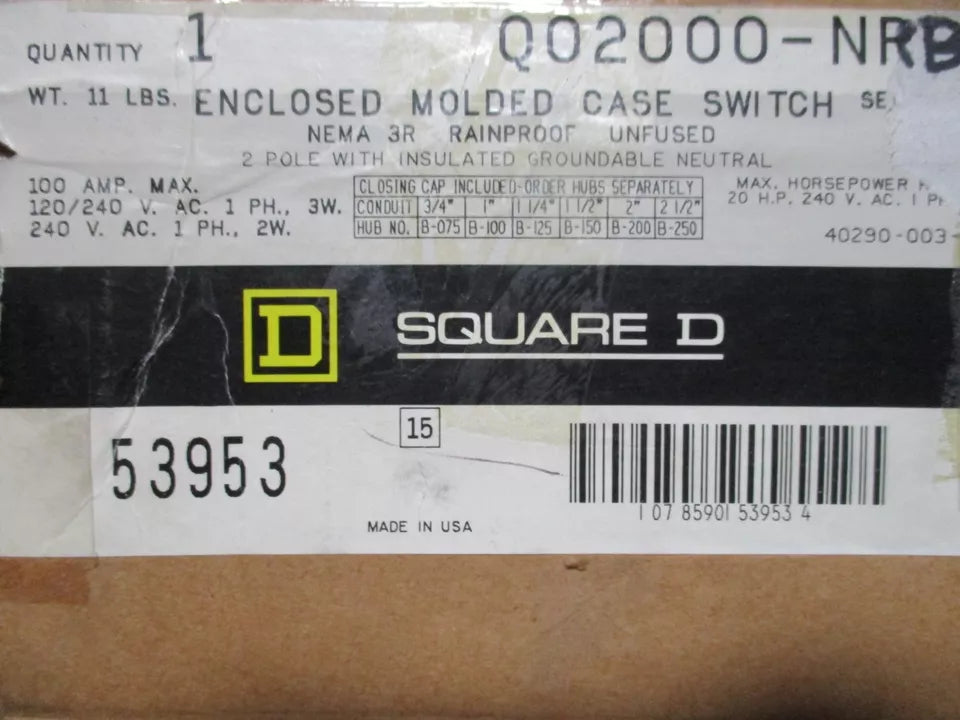 QUANTITY 1 QO2000-NRB
WT. 11 LBS. ENCLOSED MOLDED CASE SWITCH
NEMA 3R RAINPROOF UNFUSED
2 POLE WITH INSULATED GROUNDABLE NEUTRAL
100 AMP. MAX.
120/240 V. AC. 1 PH., 3W.
240 V. AC. 1 PH., 2W.
CLOSING CAP INCLUDED-ORDER HUBS SEPARATELY
CONDUIT 3/4" 1" 1 1/4" 1 1/2" 2" 2 1/2"
HUB NO. B-075 B-100 B-125 B-150 B-200 B-250
MAX. HORSEPOWER
20 H.P. 240 V. AC. 1
40290-003-
D SQUARE D
53953
15
MADE IN USA
1 07 85901 53953 4